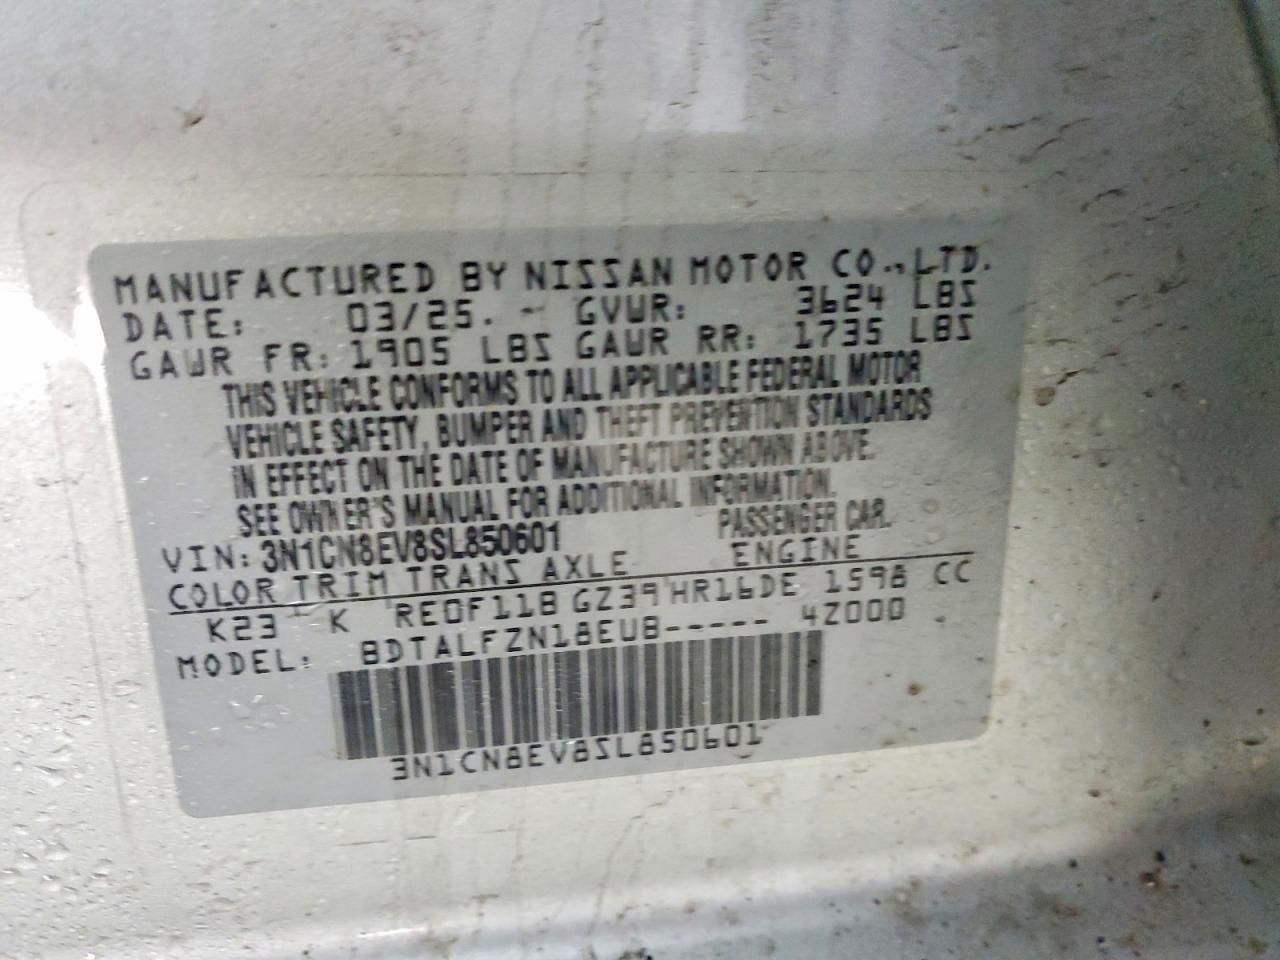 MANUFACTURED BY NISSAN MOTOR CO., LTD.
DATE: 03/25. - GVWR: 3624 LBS
GAWR FR: 1905 LBS GAWR RR: 1735 LBS
THIS VEHICLE CONFORMS TO ALL APPLICABLE FEDERAL MOTOR
VEHICLE SAFETY, BUMPER AND THEFT PREVENTION STANDARDS
IN EFFECT ON THE DATE OF MANUFACTURE SHOWN ABOVE.
SEE OWNER'S MANUAL FOR ADDITIONAL INFORMATION.
VIN: 3N1CN8EV8SL850601 PASSENGER CAR.
COLOR TRIM TRANS AXLE ENGINE
K23 K RE0F11B GZ39 HR16DE 1598 CC
MODEL: BDTALFZN18EUB----- 4Z000
3N1CN8EV8SL850601